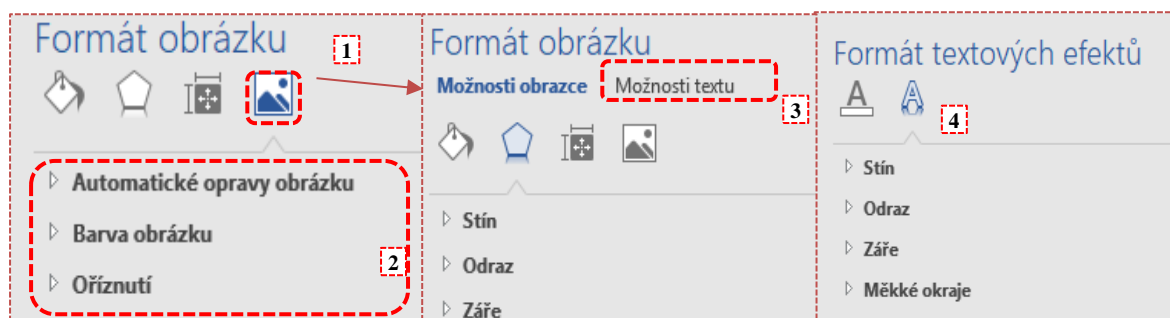 Formát obrázku
1
Automatické opravy obrázku
Barva obrázku
Oříznutí
2
Formát obrázku
Možnosti obrazce Možnosti textu
3
Stín
Odraz
Záře
Formát textových efektů
A A
4
Stín
Odraz
Záře
Měkké okraje